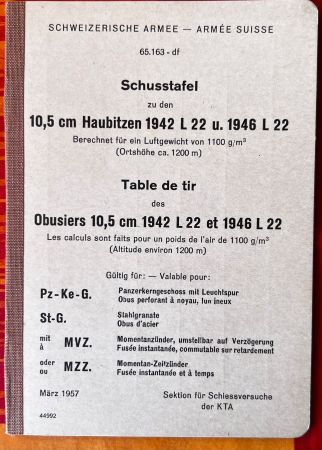 SCHWEIZERISCHE ARMEE — ARMÉE SUISSE
65.163 - df
Schusstafel
zu den
10,5 cm Haubitzen 1942 L 22 u. 1946 L 22
Berechnet für ein Luftgewicht von 1100 g/m³
(Ortshöhe ca. 1200 m)
Table de tir
des
Obusiers 10,5 cm 1942 L 22 et 1946 L 22
Les calculs sont faits pour un poids de l'air de 1100 g/m³
(Altitude environ 1200 m)
Gültig für: — Valable pour:
Pz-Ke-G. Panzerkerngeschoss mit Leuchtspur
Obus perforant à noyau, lun ineux
St-G. Stahlgranate
Obus d'acier
mit
à MVZ. Momentanzünder, umstellbar auf Verzögerung
Fusée instantanée, commutable sur retardement
oder
ou MZZ. Momentan-Zeitzünder
Fusée instantanée et à temps
März 1957 Sektion für Schiessversuche
der KTA
44992